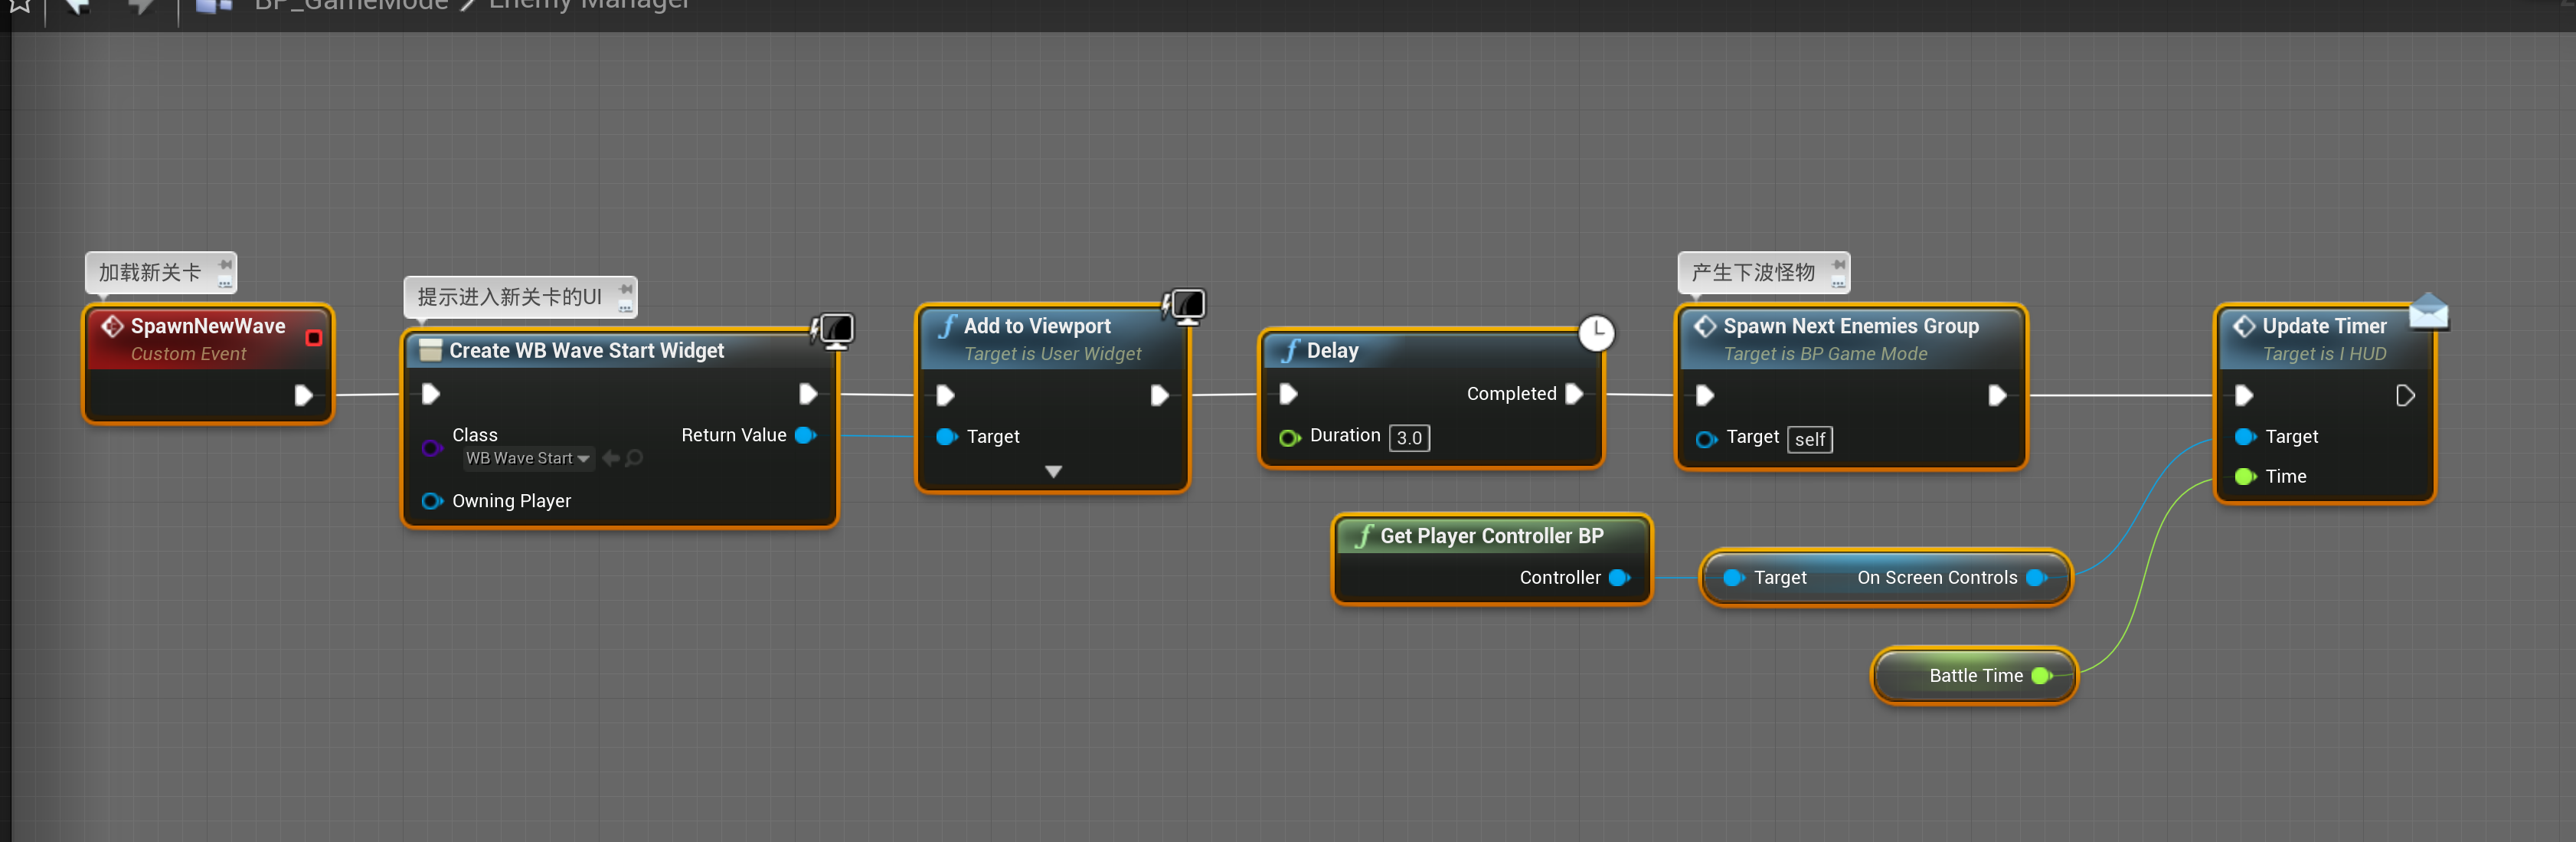 BP_GameMode
Enemy Manager
加载新关卡
SpawnNewWave
Custom Event
提示进入新关卡的UI
Create WB Wave Start Widget
Class
WB Wave Start
Return Value
Owning Player
Add to Viewport
Target is User Widget
Target
Delay
Completed
Duration 3.0
产生下波怪物
Spawn Next Enemies Group
Target is BP Game Mode
Target self
Update Timer
Target is I HUD
Target
Time
Get Player Controller BP
Controller
Target On Screen Controls
Battle Time